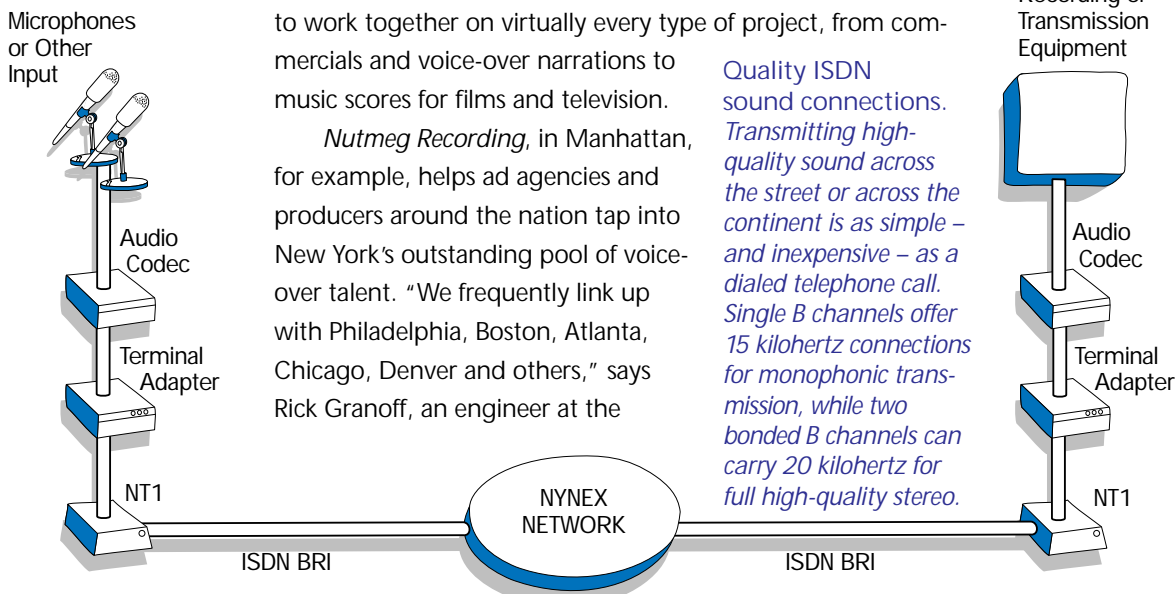 Microphones
or Other
Input
Audio
Codec
Terminal
Adapter
NT1
ISDN BRI
to work together on virtually every type of project, from com-
mercials and voice-over narrations to
music scores for films and television.
Nutmeg Recording, in Manhattan,
for example, helps ad agencies and
producers around the nation tap into
New York's outstanding pool of voice-
over talent. “We frequently link up
with Philadelphia, Boston, Atlanta,
Chicago, Denver and others,” says
Rick Granoff, an engineer at the
NYNEX
NETWORK
Quality ISDN
sound connections.
Transmitting high-
quality sound across
the street or across the
continent is as simple –
and inexpensive – as a
dialed telephone call.
Single B channels offer
15 kilohertz connections
for monophonic trans-
mission, while two
bonded B channels can
carry 20 kilohertz for
full high-quality stereo.
ISDN BRI
Transmission
Equipment
Audio
Codec
Terminal
Adapter
NT1